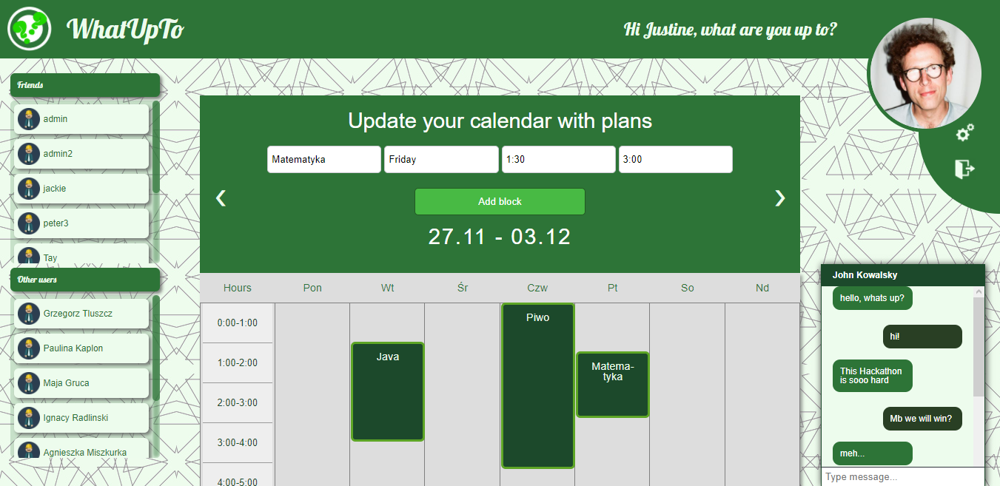 WhatUpTo
Hi Justine, what are you up to?
Friends
admin
admin2
jackie
peter3
Tay
Other users
Grzegorz Tluszcz
Paulina Kaplon
Maja Gruca
Ignacy Radlinski
Agnieszka Miszkurka
Update your calendar with plans
Matematyka Friday 1:30 3:00
‹ Add block ›
27.11 - 03.12
Hours Pon Wt Śr Czw Pt So Nd
0:00-1:00
1:00-2:00
2:00-3:00
3:00-4:00
4:00-5:00
Java
Piwo
Matema-
tyka
John Kowalsky
hello, whats up?
hi!
This Hackathon
is sooo hard
Mb we will win?
meh...
Type message...